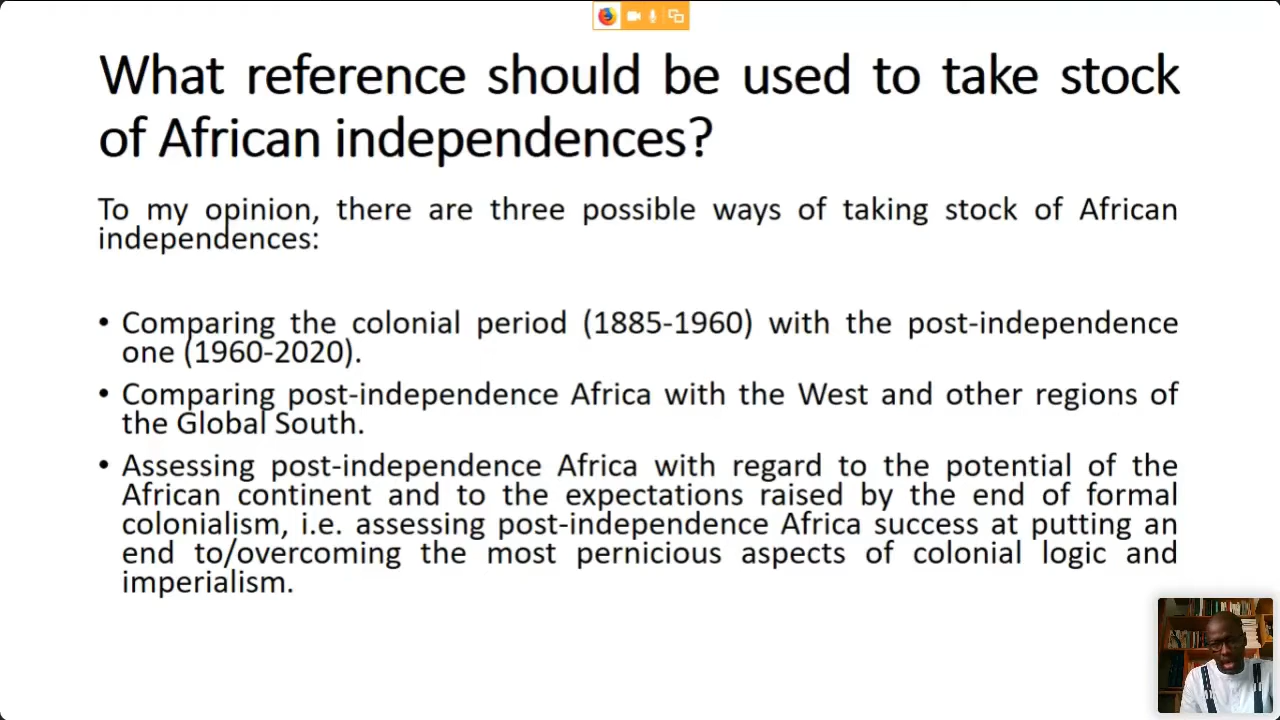 What reference should be used to take stock
of African independences?
To my opinion, there are three possible ways of taking stock of African
independences:
• Comparing the colonial period (1885-1960) with the post-independence
one (1960-2020).
• Comparing post-independence Africa with the West and other regions of
the Global South.
• Assessing post-independence Africa with regard to the potential of the
African continent and to the expectations raised by the end of formal
colonialism, i.e. assessing post-independence Africa success at putting an
end to/overcoming the most pernicious aspects of colonial logic and
imperialism.